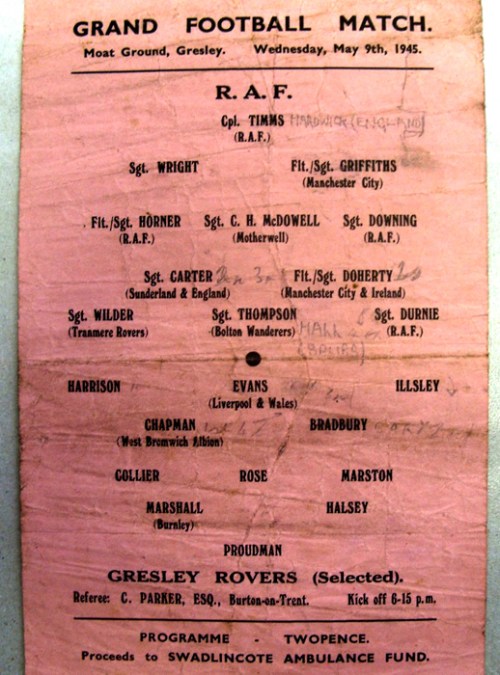 GRAND FOOTBALL MATCH.
Moat Ground, Gresley. Wednesday, May 9th, 1945.
R. A. F.
Cpl. TIMMS HARDWICK (ENGLAND)
(R.A.F.)
Sgt. WRIGHT Flt./Sgt. GRIFFITHS
(Manchester City)
Flt./Sgt. HORNER Sgt. C. H. McDOWELL Sgt. DOWNING
(R.A.F.) (Motherwell) (R.A.F.)
Sgt. CARTER Flt./Sgt. DOHERTY
(Sunderland & England) (Manchester City & Ireland)
Sgt. WILDER Sgt. THOMPSON Sgt. DURNIE
(Tranmere Rovers) (Bolton Wanderers) HALL (R.A.F.)
(SPURS)
HARRISON EVANS ILLSLEY
(Liverpool & Wales)
CHAPMAN BRADBURY
(West Bromwich Albion)
COLLIER ROSE MARSTON
MARSHALL HALSEY
(Burnley)
PROUDMAN
GRESLEY ROVERS (Selected).
Referee: C. PARKER, ESQ., Burton-on-Trent. Kick off 6-15 p.m.
PROGRAMME - TWOPENCE.
Proceeds to SWADLINCOTE AMBULANCE FUND.